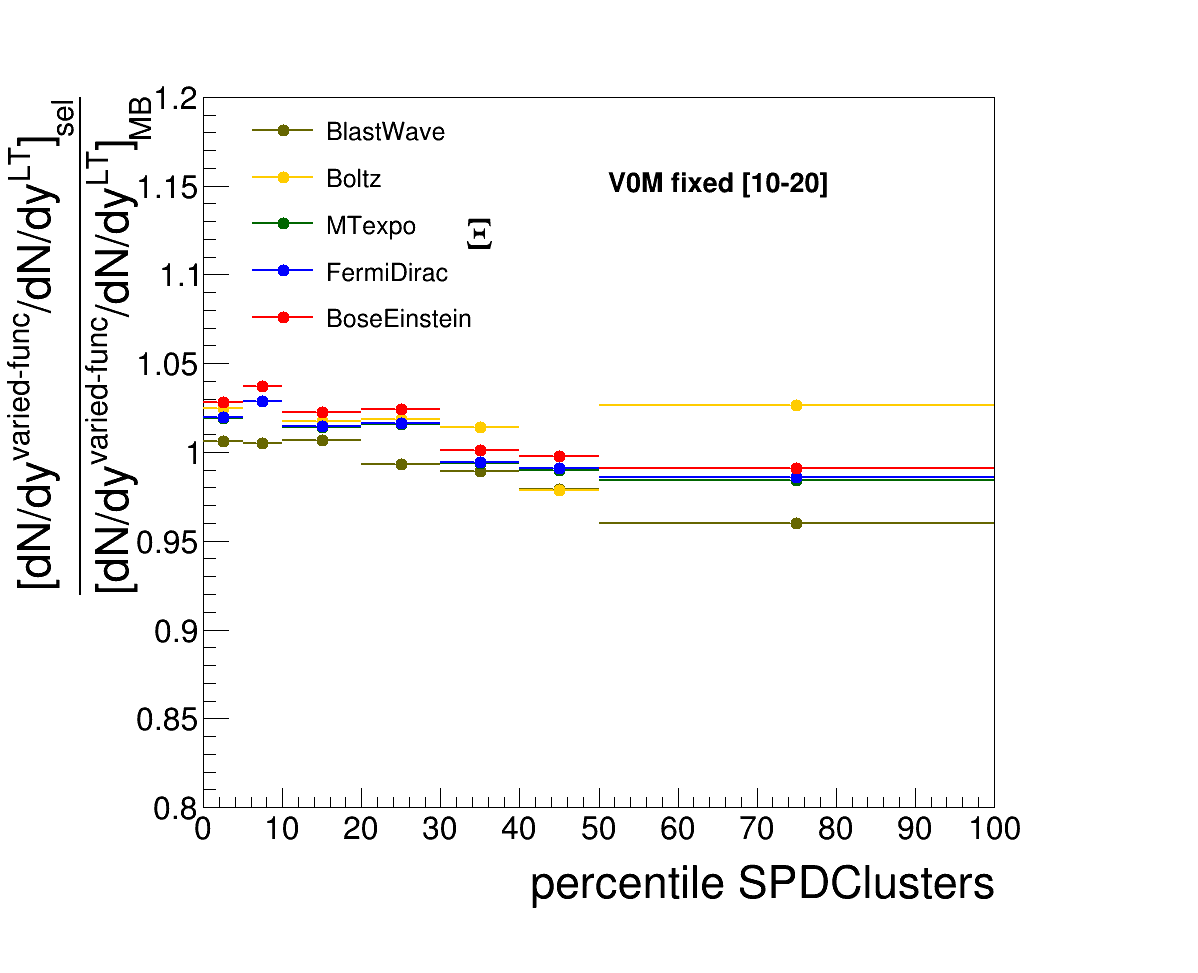 [dN/dy^varied-func/dN/dy^LT]_sel
[dN/dy^varied-func/dN/dy^LT]_MB
1.2
1.15
1.1
1.05
1
0.95
0.9
0.85
0.8
BlastWave
Boltz
MTexpo
FermiDirac
BoseEinstein
Ξ
V0M fixed [10-20]
0 10 20 30 40 50 60 70 80 90 100
percentile SPDClusters